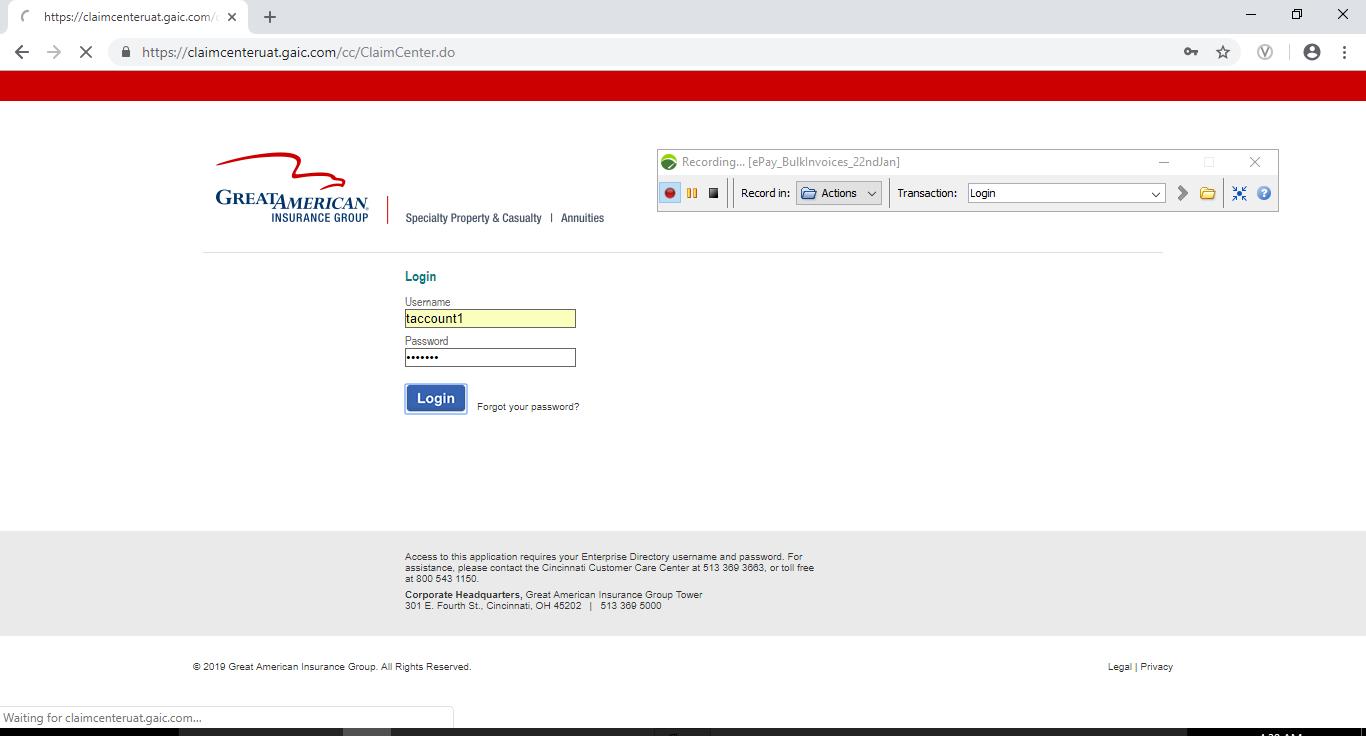 https://claimcenteruat.gaic.com/c
https://claimcenteruat.gaic.com/cc/ClaimCenter.do
Recording... [ePay_BulkInvoices_22ndJan]
Record in: Actions Transaction: Login
GREATAMERICAN
INSURANCE GROUP
Specialty Property & Casualty | Annuities
Login
Username
taccount1
Password
•••••••
Login Forgot your password?
Access to this application requires your Enterprise Directory username and password. For
assistance, please contact the Cincinnati Customer Care Center at 513 369 3663, or toll free
at 800 543 1150.
Corporate Headquarters, Great American Insurance Group Tower
301 E. Fourth St., Cincinnati, OH 45202 | 513 369 5000
© 2019 Great American Insurance Group. All Rights Reserved. Legal | Privacy
Waiting for claimcenteruat.gaic.com...